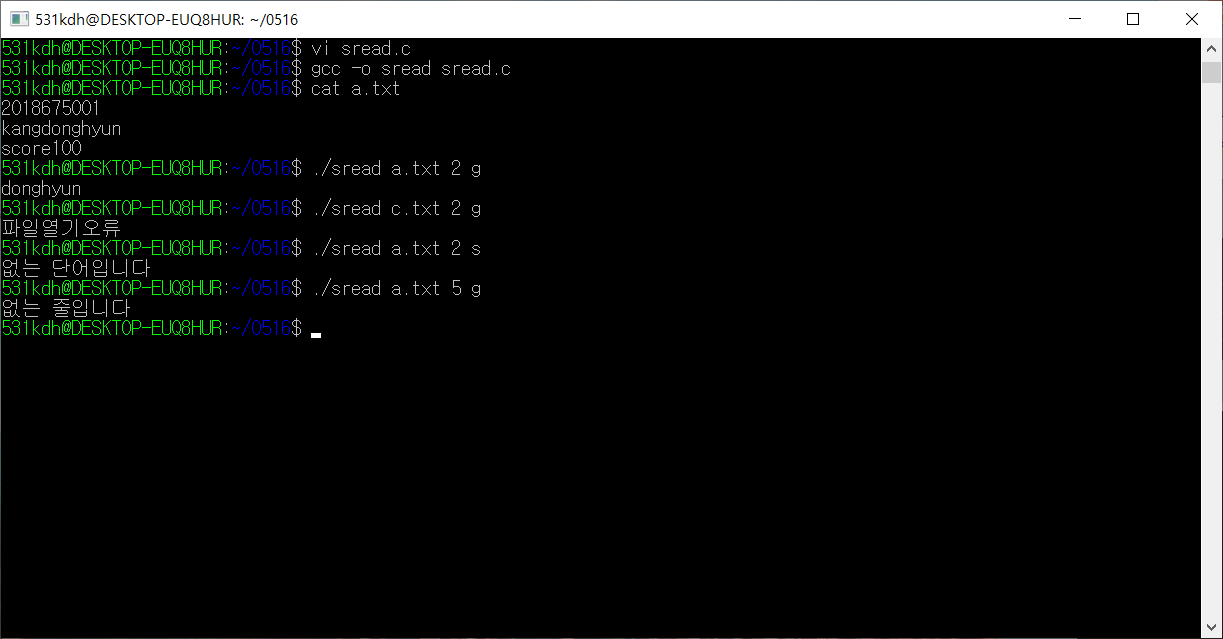 531kdh@DESKTOP-EUQ8HUR: ~/0516
531kdh@DESKTOP-EUQ8HUR:~/0516$ vi sread.c
531kdh@DESKTOP-EUQ8HUR:~/0516$ gcc -o sread sread.c
531kdh@DESKTOP-EUQ8HUR:~/0516$ cat a.txt
2018675001
kangdonghyun
score100
531kdh@DESKTOP-EUQ8HUR:~/0516$ ./sread a.txt 2 g
donghyun
531kdh@DESKTOP-EUQ8HUR:~/0516$ ./sread c.txt 2 g
파일열기오류
531kdh@DESKTOP-EUQ8HUR:~/0516$ ./sread a.txt 2 s
없는 단어입니다
531kdh@DESKTOP-EUQ8HUR:~/0516$ ./sread a.txt 5 g
없는 줄입니다
531kdh@DESKTOP-EUQ8HUR:~/0516$